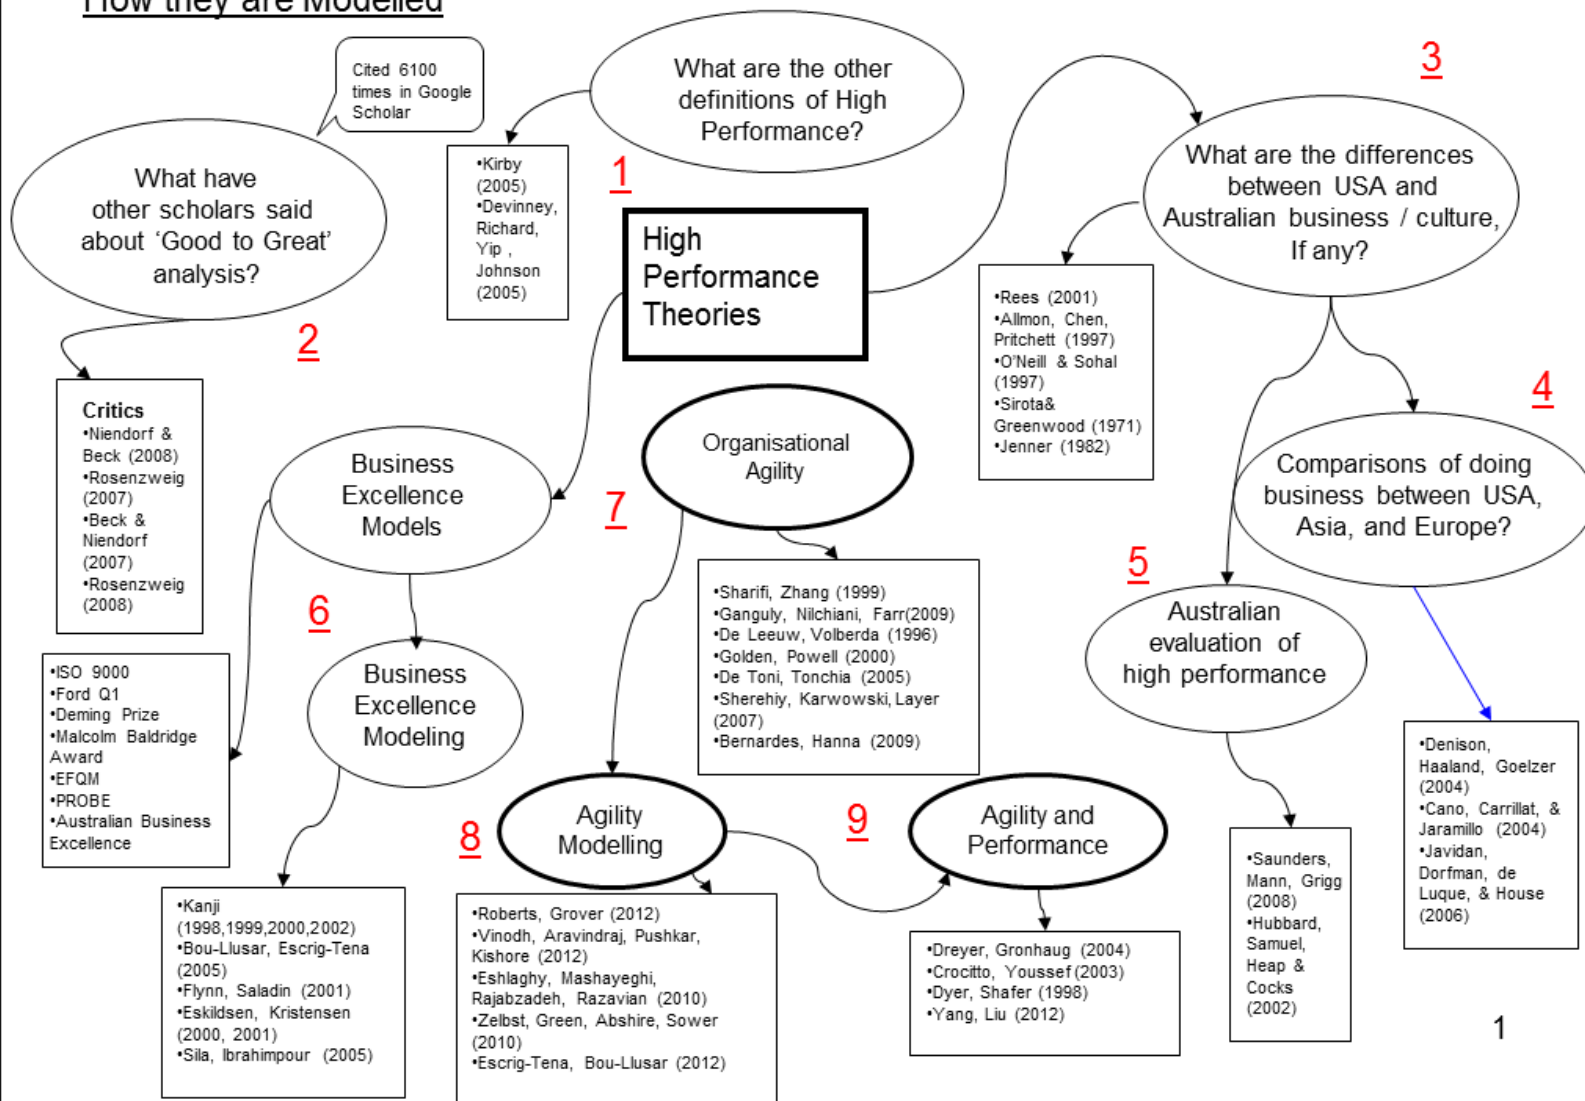 How they are Modelled
Cited 6100
times in Google
Scholar
What are the other
definitions of High
Performance?
3
What have
other scholars said
about ‘Good to Great’
analysis?
•Kirby
(2005)
•Devinney,
Richard,
Yip ,
Johnson
(2005)
1
What are the differences
between USA and
Australian business / culture,
If any?
High
Performance
Theories
2
•Rees (2001)
•Allmon, Chen,
Pritchett (1997)
•O’Neill & Sohal
(1997)
•Sirota&
Greenwood (1971)
•Jenner (1982)
4
Critics
•Niendorf &
Beck (2008)
•Rosenzweig
(2007)
•Beck &
Niendorf
(2007)
•Rosenzweig
(2008)
Business
Excellence
Models
Organisational
Agility
7
Comparisons of doing
business between USA,
Asia, and Europe?
5
6
•Sharifi, Zhang (1999)
•Ganguly, Nilchiani, Farr(2009)
•De Leeuw, Volberda (1996)
•Golden, Powell (2000)
•De Toni, Tonchia (2005)
•Sherehiy, Karwowski, Layer
(2007)
•Bernardes, Hanna (2009)
Australian
evaluation of
high performance
•ISO 9000
•Ford Q1
•Deming Prize
•Malcolm Baldridge
Award
•EFQM
•PROBE
•Australian Business
Excellence
Business
Excellence
Modeling
•Denison,
Haaland, Goelzer
(2004)
•Cano, Carrillat, &
Jaramillo (2004)
•Javidan,
Dorfman, de
Luque, & House
(2006)
8
Agility
Modelling
9
Agility and
Performance
•Saunders,
Mann, Grigg
(2008)
•Hubbard,
Samuel,
Heap &
Cocks
(2002)
•Kanji
(1998,1999,2000,2002)
•Bou-Llusar, Escrig-Tena
(2005)
•Flynn, Saladin (2001)
•Eskildsen, Kristensen
(2000, 2001)
•Sila, Ibrahimpour (2005)
•Roberts, Grover (2012)
•Vinodh, Aravindraj, Pushkar,
Kishore (2012)
•Eshlaghy, Mashayeghi,
Rajabzadeh, Razavian (2010)
•Zelbst, Green, Abshire, Sower
(2010)
•Escrig-Tena, Bou-Llusar (2012)
•Dreyer, Gronhaug (2004)
•Crocitto, Youssef(2003)
•Dyer, Shafer (1998)
•Yang, Liu (2012)
1